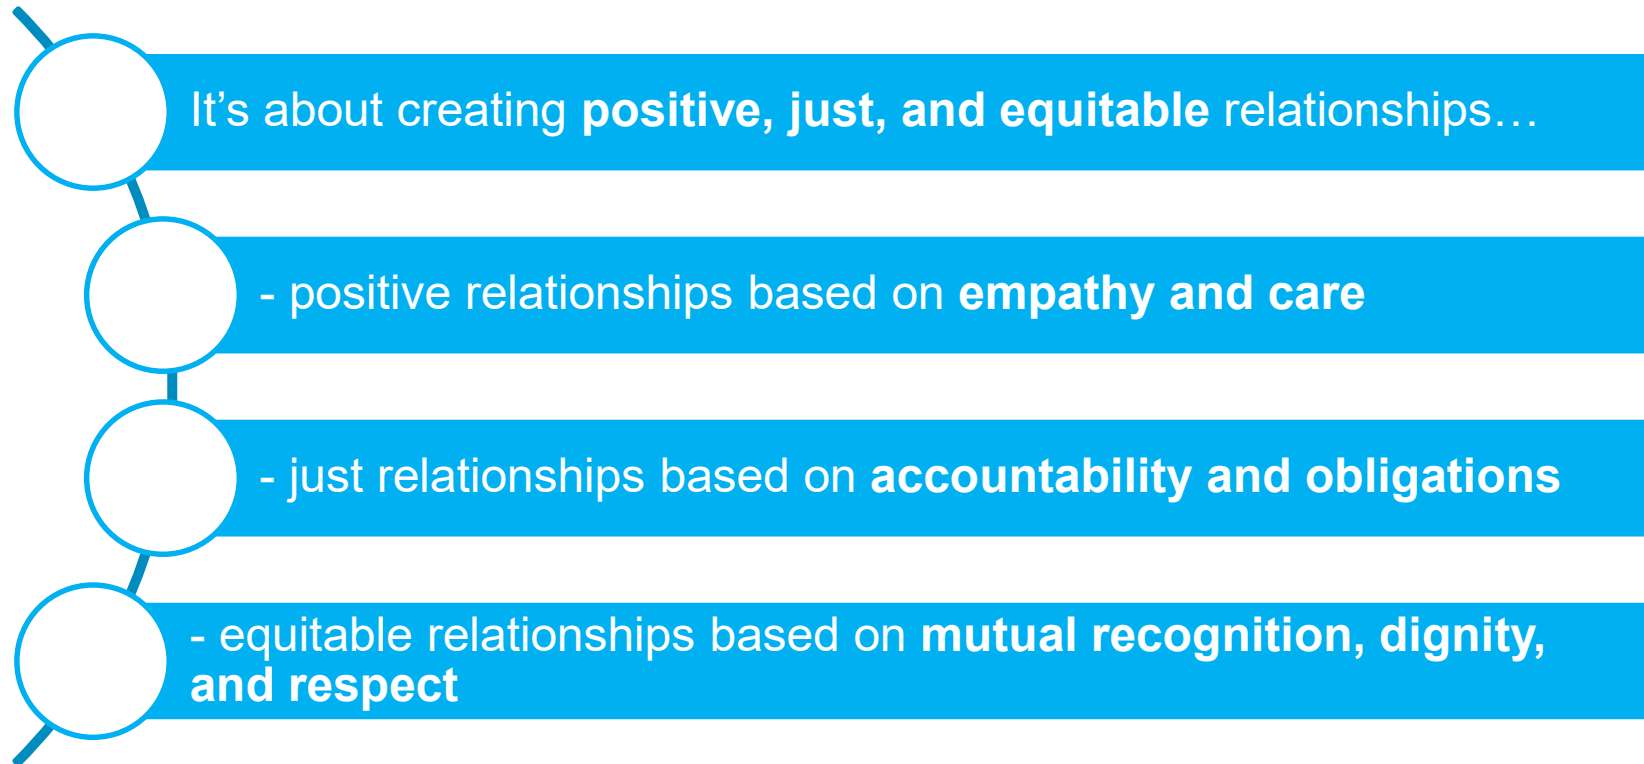 It’s about creating positive, just, and equitable relationships…
- positive relationships based on empathy and care
- just relationships based on accountability and obligations
- equitable relationships based on mutual recognition, dignity,
and respect